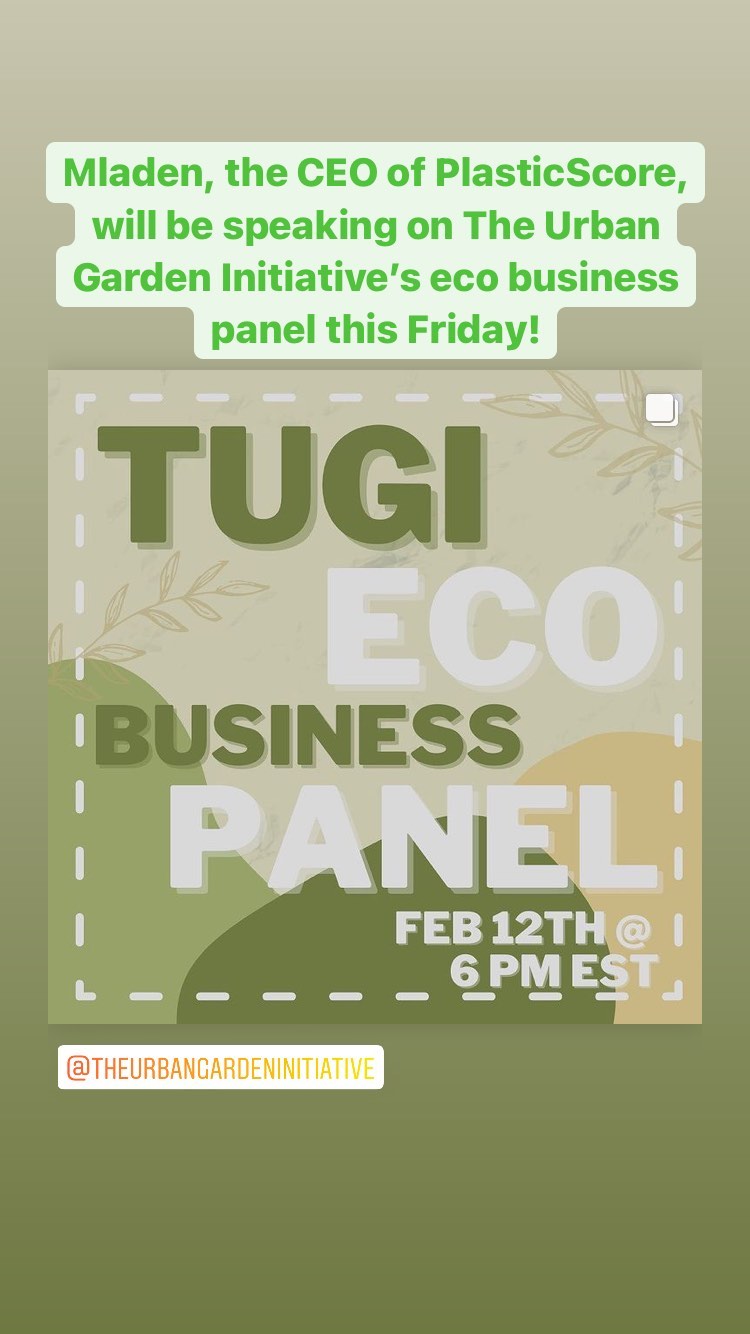 Mladen, the CEO of PlasticScore,
will be speaking on The Urban
Garden Initiative’s eco business
panel this Friday!
TUGI
ECO
BUSINESS
PANEL
FEB 12TH @
6 PM EST
@THEURBANGARDENINITIATIVE